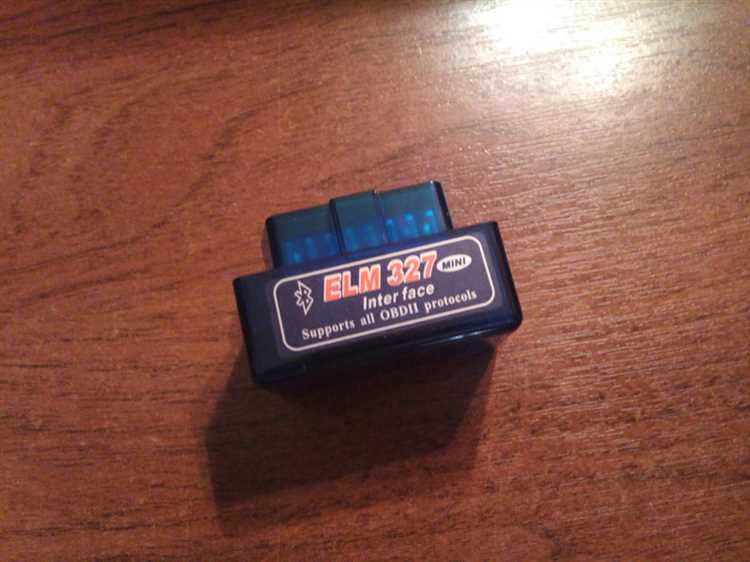 ELM 327 MINI
Inter face
Supports all OBDII protocols